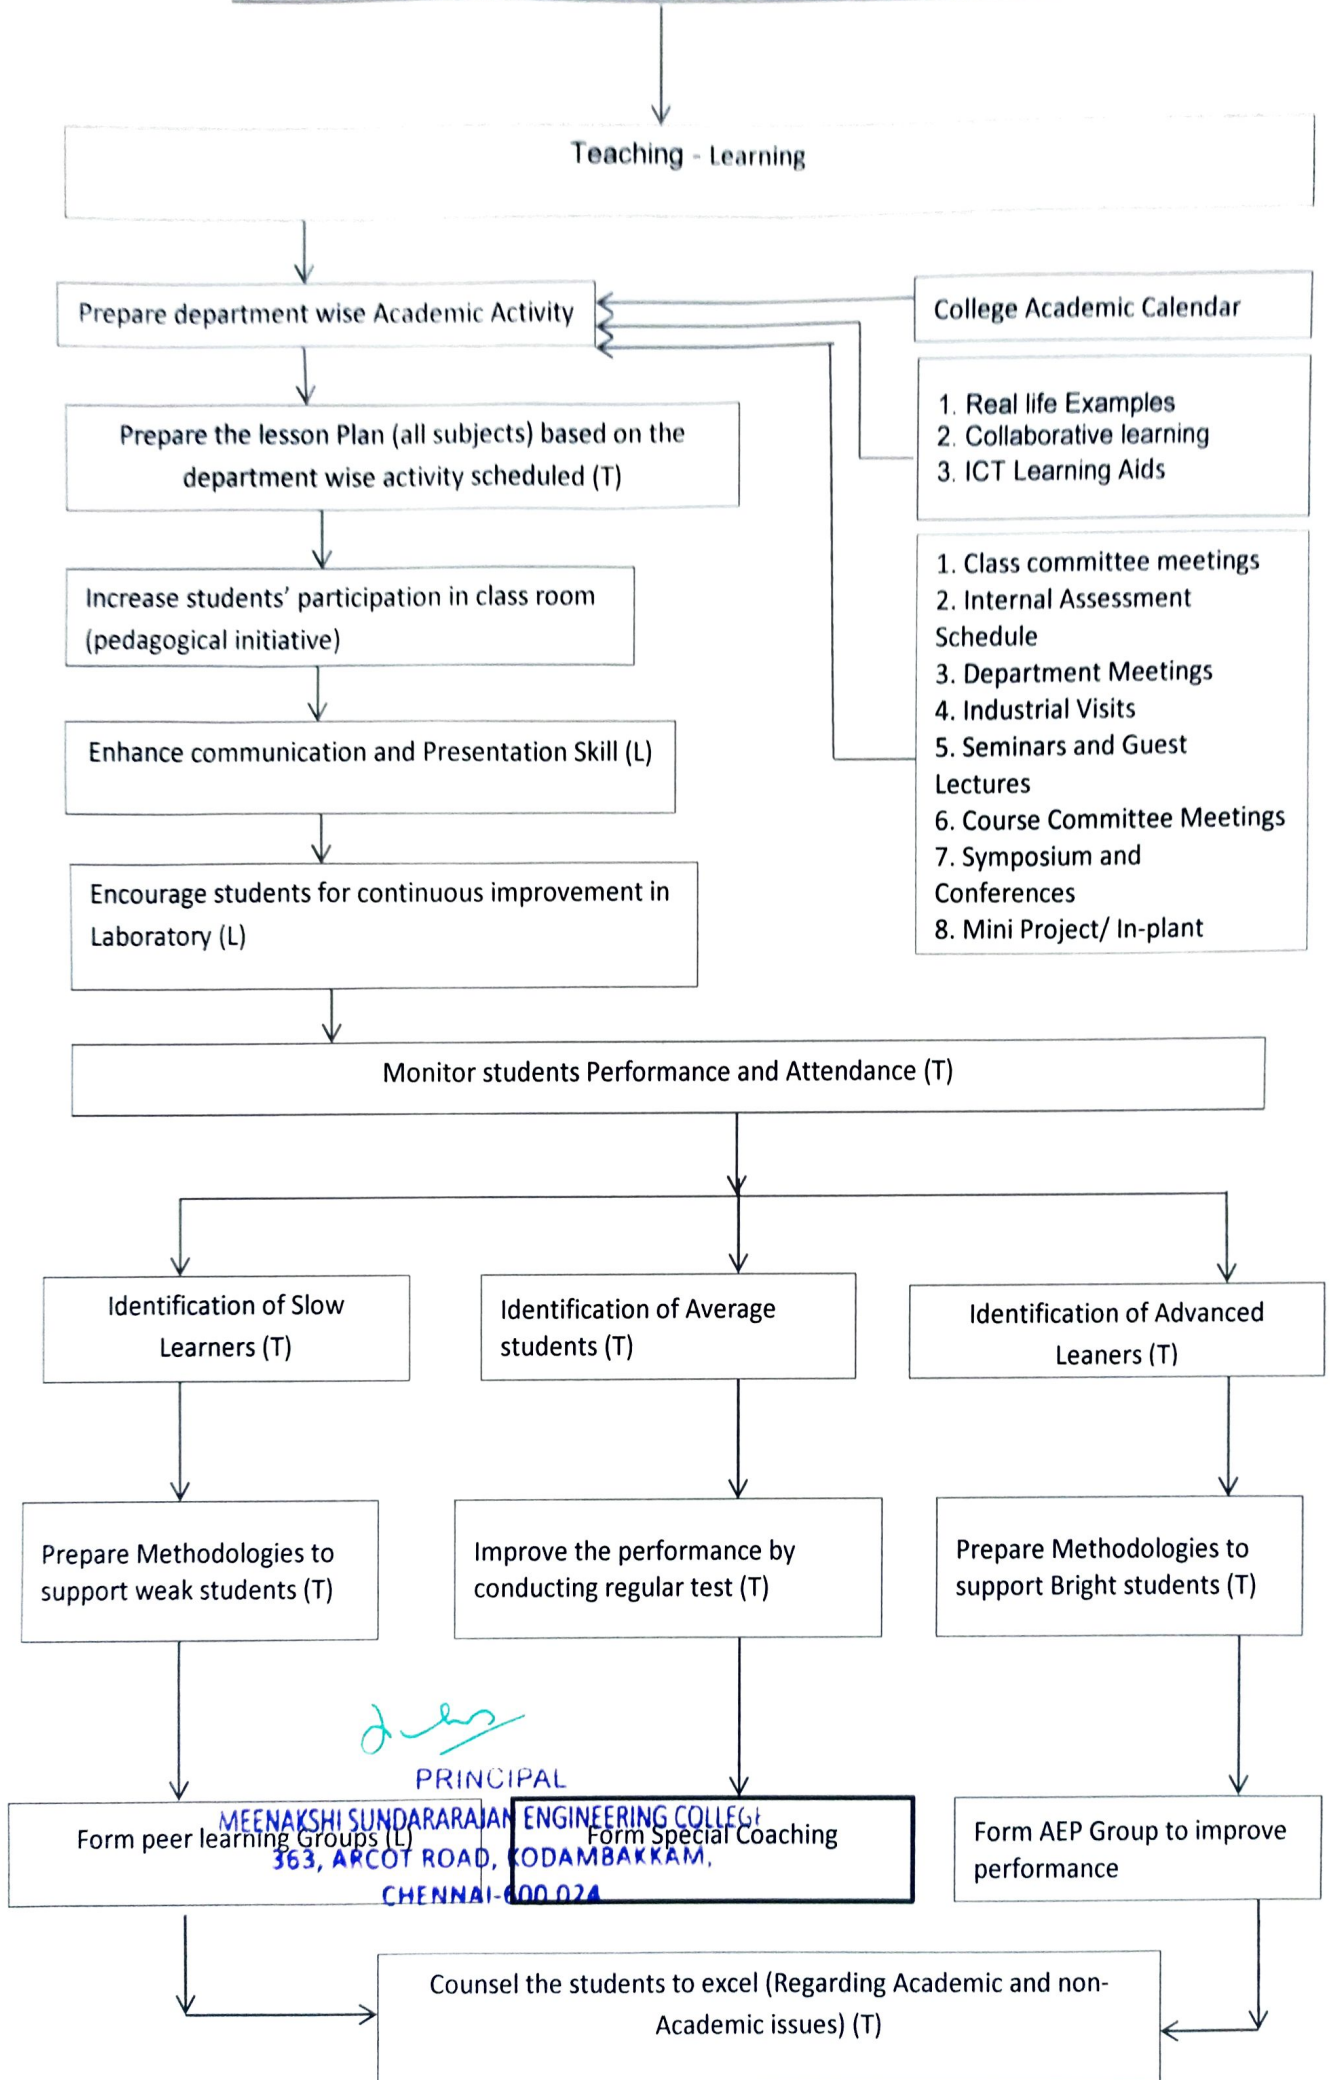 Teaching - Learning
Prepare department wise Academic Activity
College Academic Calendar
1. Real life Examples
2. Collaborative learning
3. ICT Learning Aids
Prepare the lesson Plan (all subjects) based on the
department wise activity scheduled (T)
Increase students' participation in class room
(pedagogical initiative)
1. Class committee meetings
2. Internal Assessment
Schedule
3. Department Meetings
4. Industrial Visits
5. Seminars and Guest
Lectures
6. Course Committee Meetings
7. Symposium and
Conferences
8. Mini Project/ In-plant
Enhance communication and Presentation Skill (L)
Encourage students for continuous improvement in
Laboratory (L)
Monitor students Performance and Attendance (T)
Identification of Slow
Learners (T)
Identification of Average
students (T)
Identification of Advanced
Leaners (T)
Prepare Methodologies to
support weak students (T)
Improve the performance by
conducting regular test (T)
Prepare Methodologies to
support Bright students (T)
PRINCIPAL
MEENAKSHI SUNDARARAJAN ENGINEERING COLLEGE
363, ARCOT ROAD, KODAMBAKKAM,
CHENNAI-600 024
Form peer learning Groups (L)
Form Special Coaching
Form AEP Group to improve
performance
Counsel the students to excel (Regarding Academic and non-
Academic issues) (T)